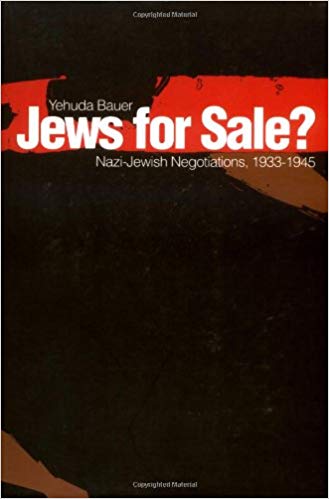 Yehuda Bauer
Jews for Sale?
Nazi-Jewish Negotiations, 1933-1945
Copyrighted Material
Copyrighted Material